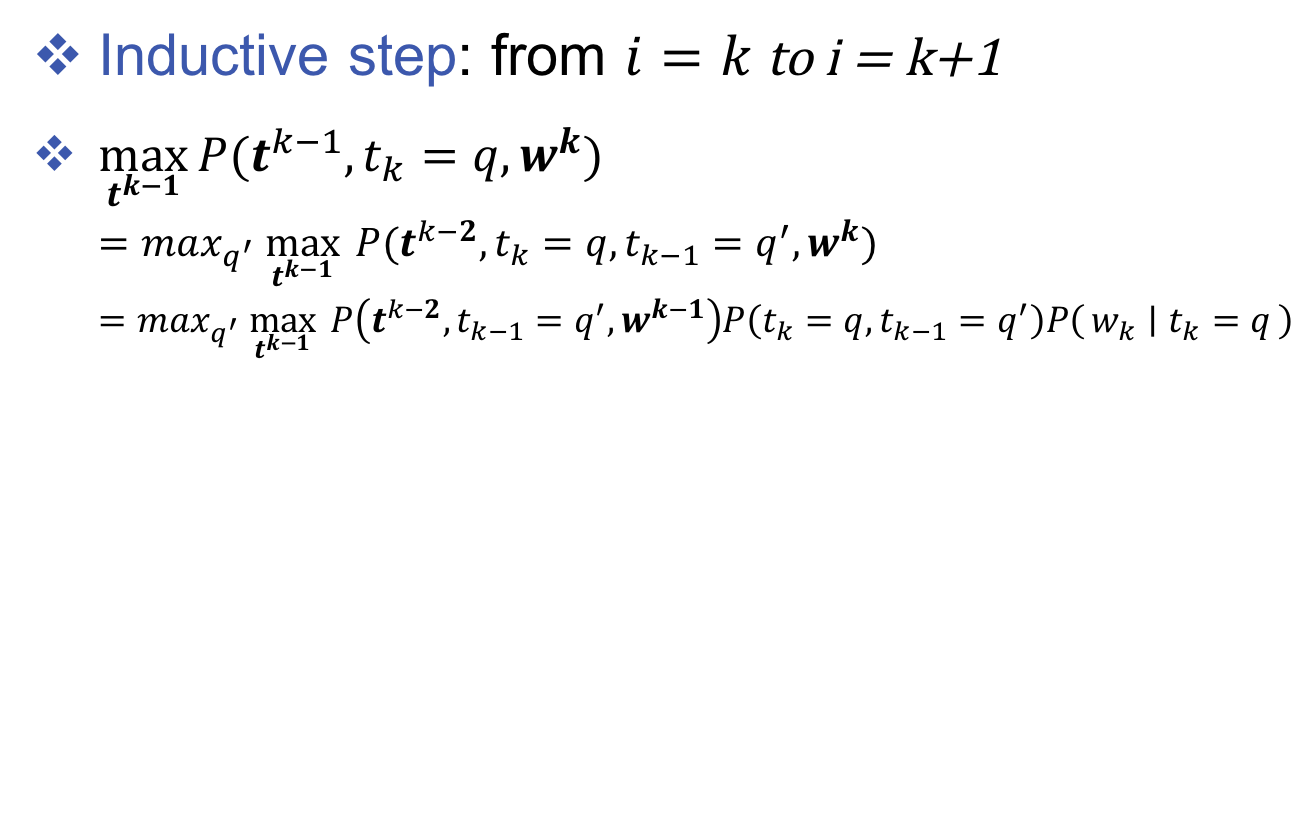 ❖ Inductive step: from 𝑖 = 𝑘 to i = k+1
❖ max_{𝒕^{𝒌−𝟏}} P(𝒕^{k−1}, t_k = q, 𝒘^𝒌)
= max_{q′} max_{𝒕^{𝒌−𝟏}} P(𝒕^{k−𝟐}, t_k = q, t_{k−1} = q′, 𝒘^𝒌)
= max_{q′} max_{𝒕^{𝒌−𝟏}} P(𝒕^{k−𝟐}, t_{k−1} = q′, 𝒘^{𝒌−𝟏})P(t_k = q, t_{k−1} = q′)P( w_k ∣ t_k = q )